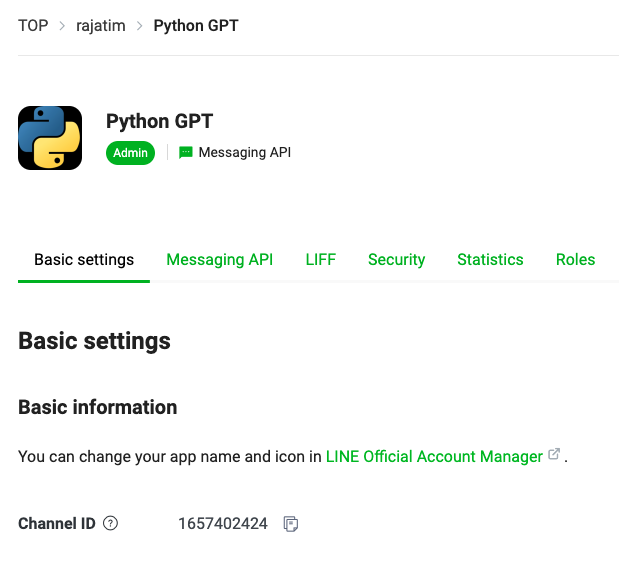 TOP > rajatim > Python GPT
Python GPT
Admin Messaging API
Basic settings Messaging API LIFF Security Statistics Roles
Basic settings
Basic information
You can change your app name and icon in LINE Official Account Manager .
Channel ID ? 1657402424